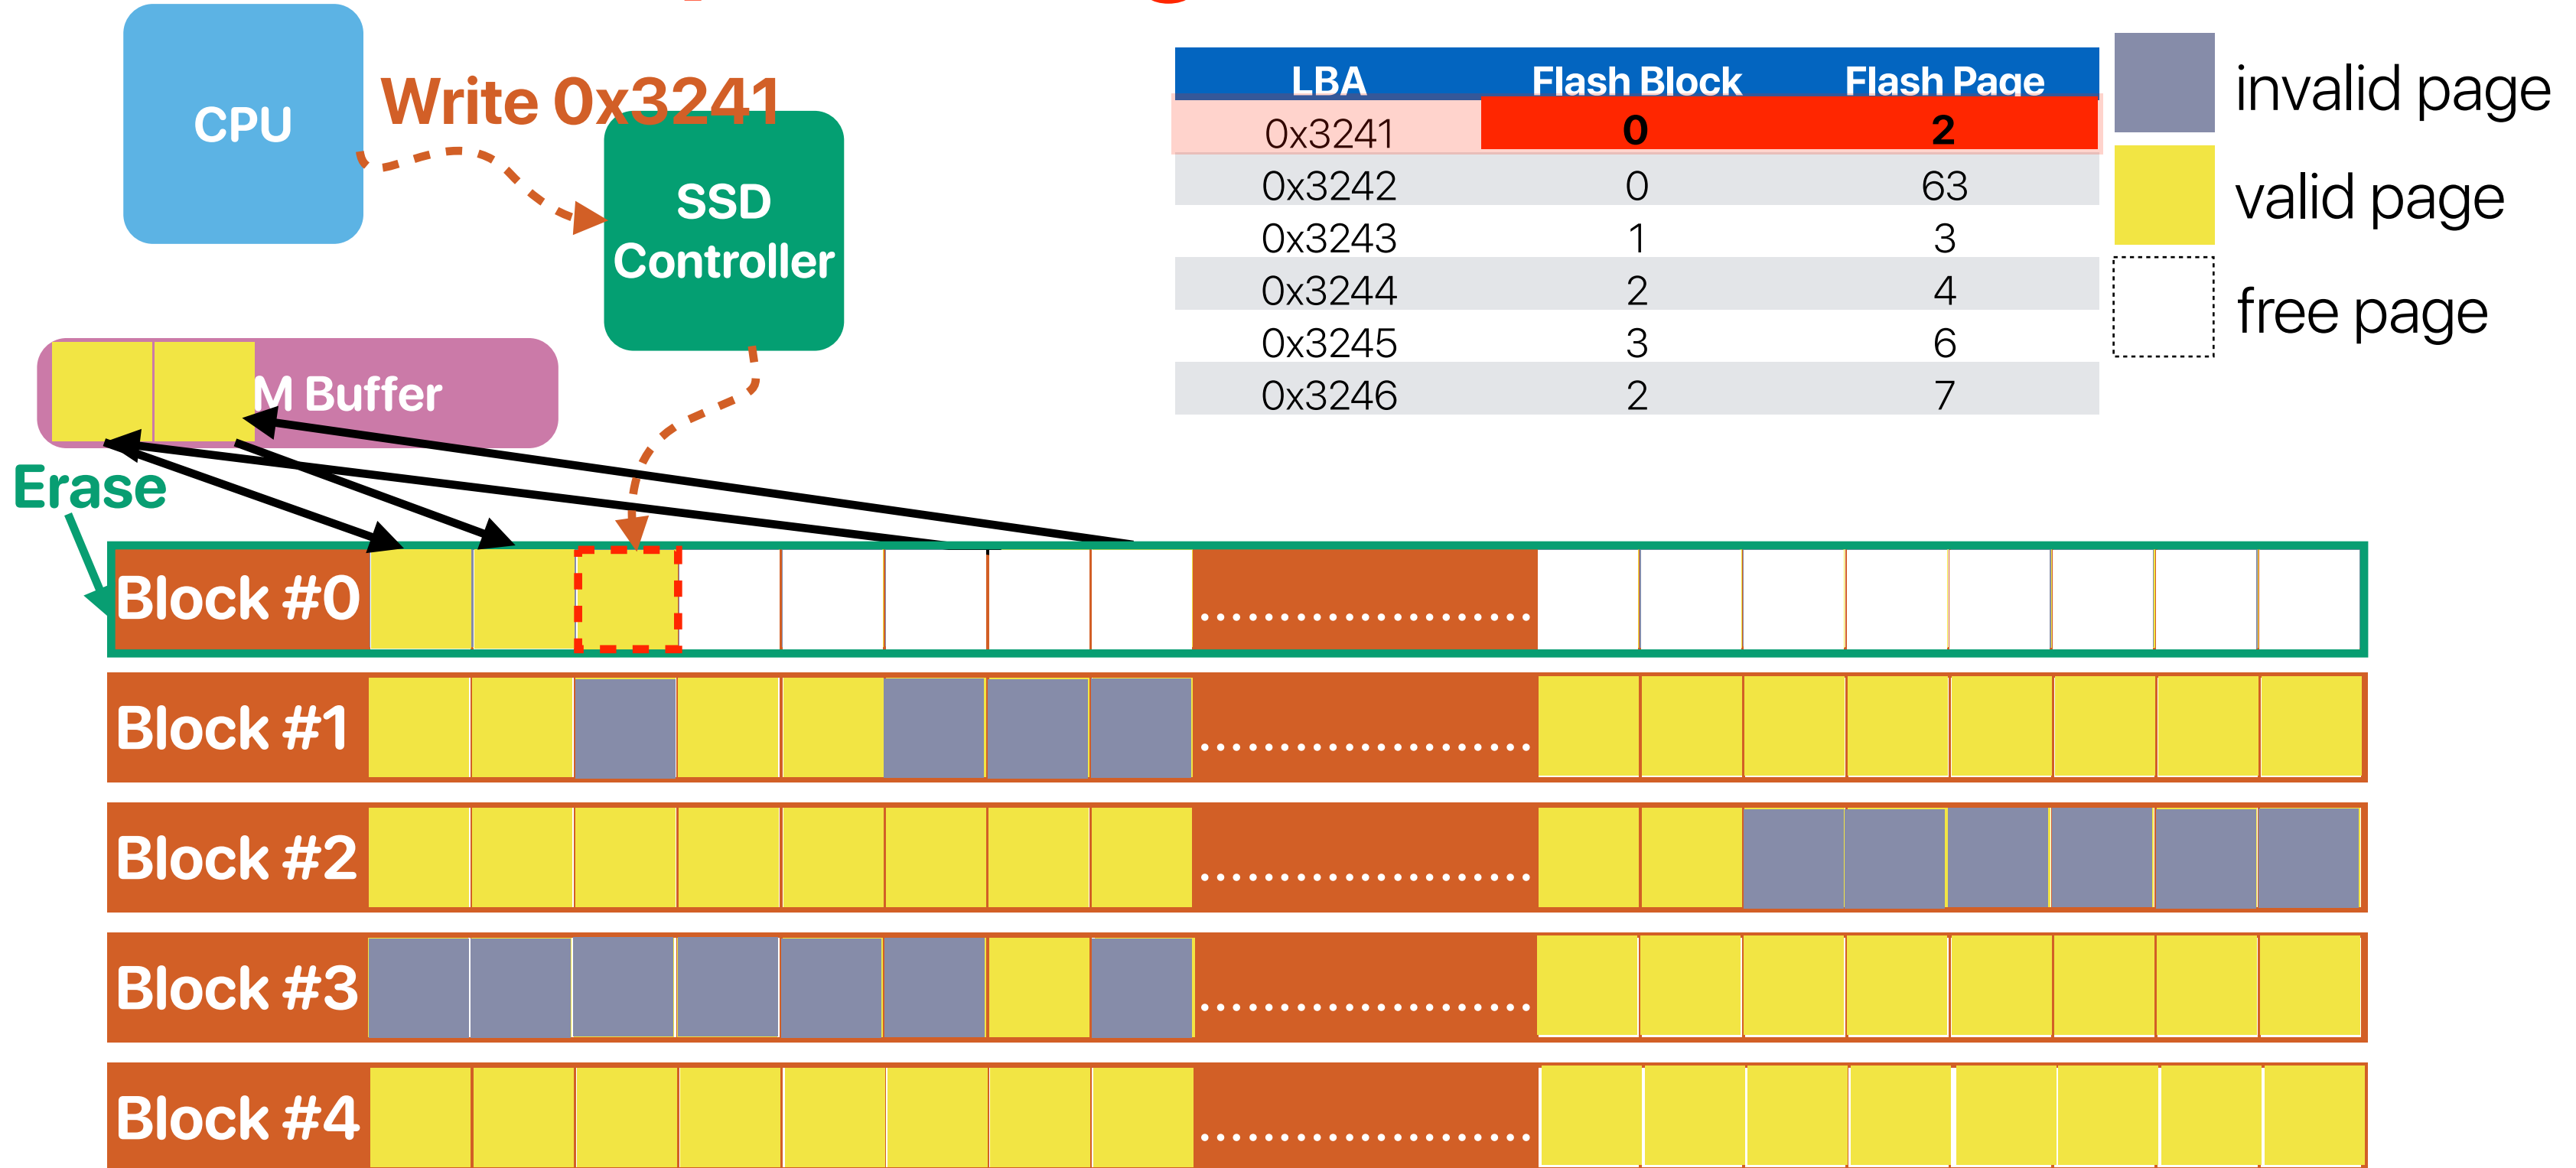 CPU
Write 0x3241
SSD
Controller
M Buffer
Erase
LBA Flash Block Flash Page
0x3241 0 2
0x3242 0 63
0x3243 1 3
0x3244 2 4
0x3245 3 6
0x3246 2 7
invalid page
valid page
free page
Block #0
Block #1
Block #2
Block #3
Block #4